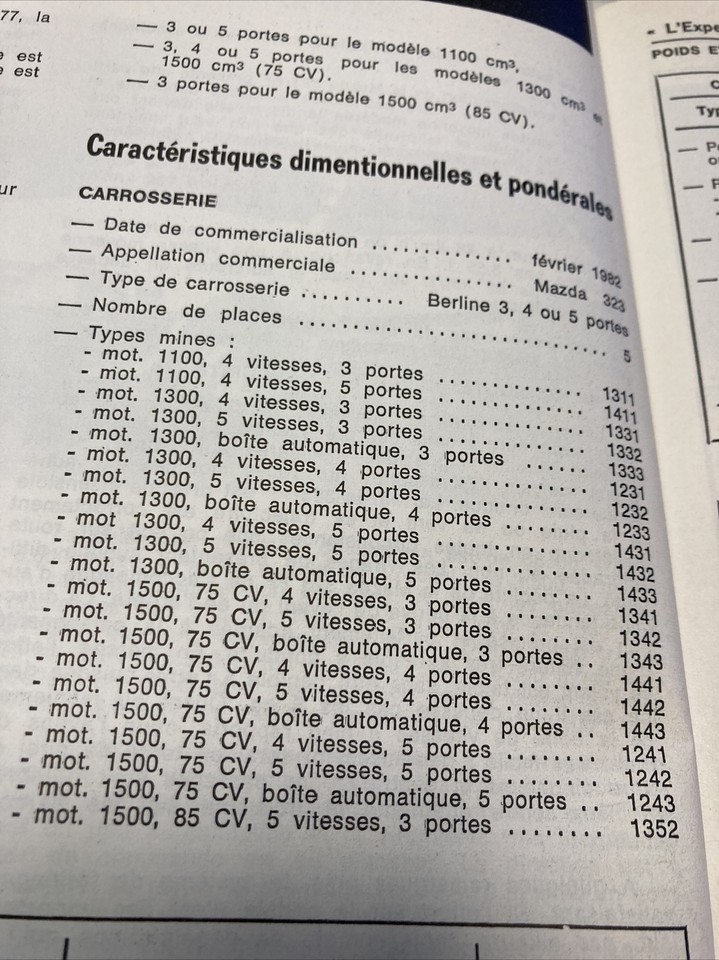 77, la
e est
e est
ur
— 3 ou 5 portes pour le modèle 1100 cm³,
— 3, 4 ou 5 portes pour les modèles 1300 cm³ et
1500 cm³ (75 CV).
— 3 portes pour le modèle 1500 cm³ (85 CV).
Caractéristiques dimentionnelles et pondérales
CARROSSERIE
— Date de commercialisation .............. février 1982
— Appellation commerciale ................ Mazda 323
— Type de carrosserie .......... Berline 3, 4 ou 5 portes
— Nombre de places .............................. 5
— Types mines :
- mot. 1100, 4 vitesses, 3 portes .............. 1311
- mot. 1100, 4 vitesses, 5 portes .............. 1411
- mot. 1300, 4 vitesses, 3 portes .............. 1331
- mot. 1300, 5 vitesses, 3 portes .............. 1332
- mot. 1300, boîte automatique, 3 portes ...... 1333
- mot. 1300, 4 vitesses, 4 portes .............. 1231
- mot. 1300, 5 vitesses, 4 portes .............. 1232
- mot. 1300, boîte automatique, 4 portes ........ 1233
- mot 1300, 4 vitesses, 5 portes .............. 1431
- mot. 1300, 5 vitesses, 5 portes .............. 1432
- mot. 1300, boîte automatique, 5 portes ........ 1433
- mot. 1500, 75 CV, 4 vitesses, 3 portes ........ 1341
- mot. 1500, 75 CV, 5 vitesses, 3 portes ........ 1342
- mot. 1500, 75 CV, boîte automatique, 3 portes .. 1343
- mot. 1500, 75 CV, 4 vitesses, 4 portes ........ 1441
- mot. 1500, 75 CV, 5 vitesses, 4 portes ........ 1442
- mot. 1500, 75 CV, boîte automatique, 4 portes .. 1443
- mot. 1500, 75 CV, 4 vitesses, 5 portes ........ 1241
- mot. 1500, 75 CV, 5 vitesses, 5 portes ........ 1242
- mot. 1500, 75 CV, boîte automatique, 5 portes .. 1243
- mot. 1500, 85 CV, 5 vitesses, 3 portes ........ 1352
- L'Expe
POIDS E
Ty